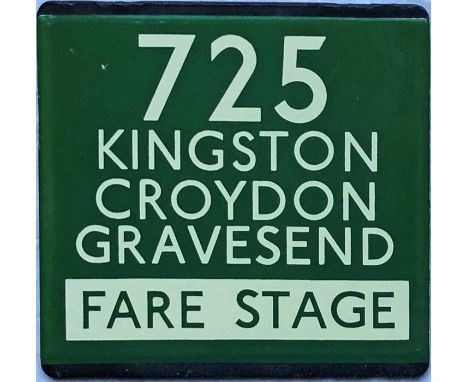 725
KINGSTON
CROYDON
GRAVESEND
FARE STAGE